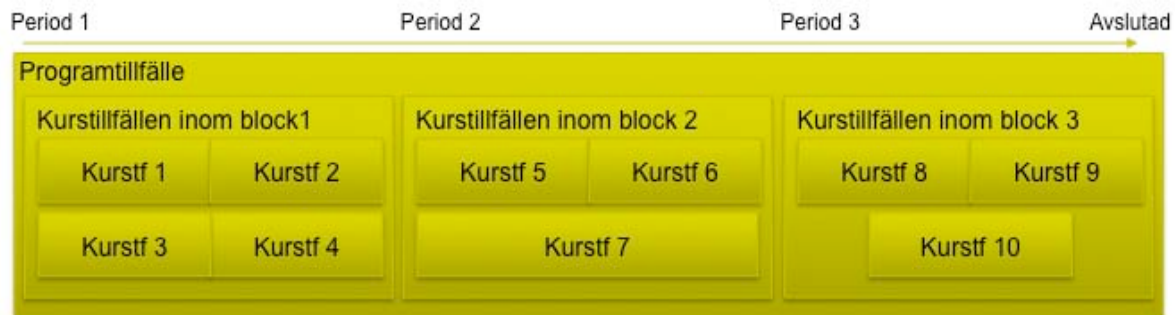 Period 1 Period 2 Period 3 Avslutad
Programtillfälle
Kurstillfällen inom block1 Kurstillfällen inom block 2 Kurstillfällen inom block 3
Kurstf 1 Kurstf 2 Kurstf 5 Kurstf 6 Kurstf 8 Kurstf 9
Kurstf 3 Kurstf 4 Kurstf 7 Kurstf 10